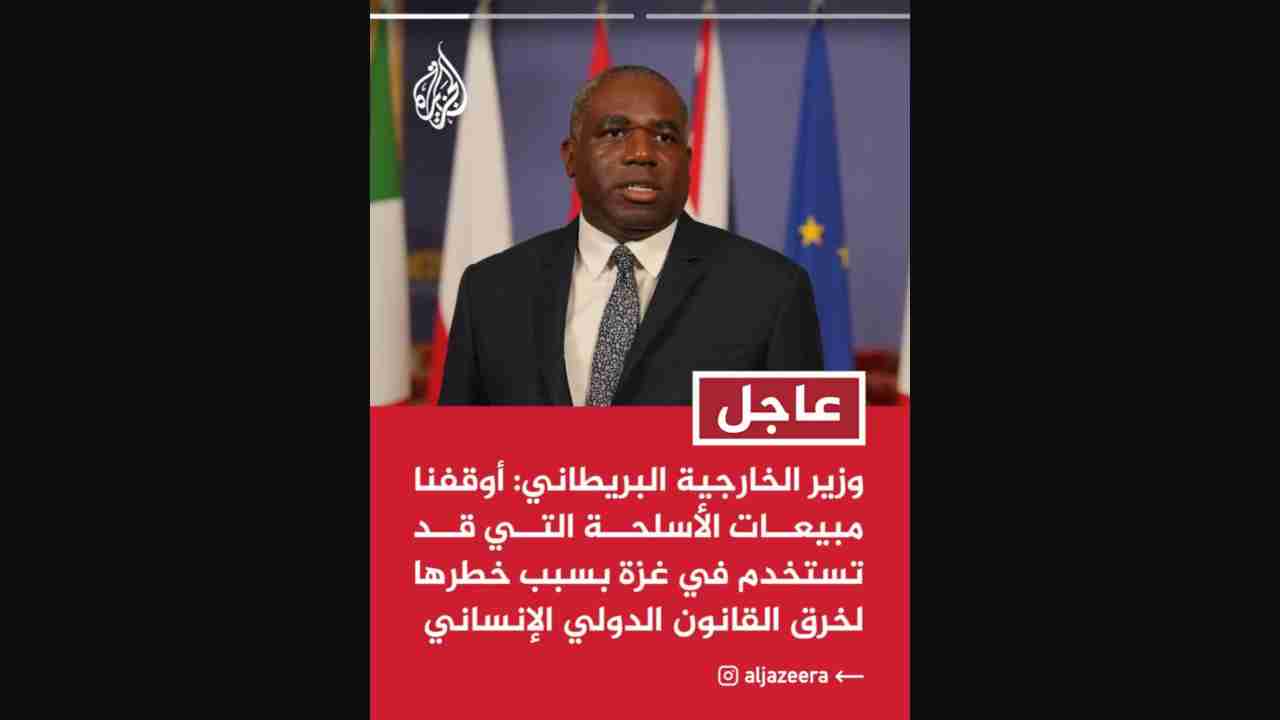 الجزيرة
عاجل
وزير الخارجية البريطاني: أوقفنا
مبيعات الأسلحة التي قد
تستخدم في غزة بسبب خطرها
لخرق القانون الدولي الإنساني
aljazeera